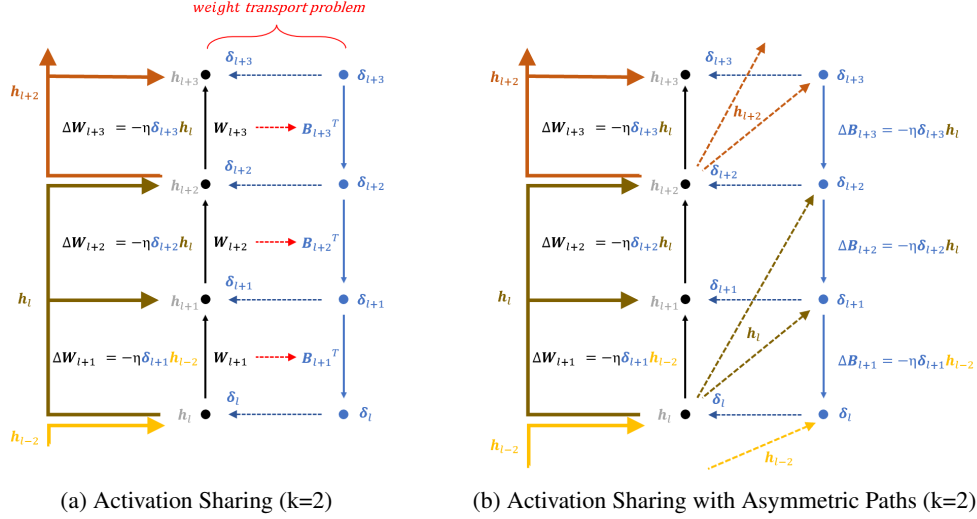 weight transport problem
h_{l+3} δ_{l+3} δ_{l+3}
h_{l+2}
ΔW_{l+3} = −ηδ_{l+3}h_l W_{l+3} B_{l+3}^T
h_{l+2} δ_{l+2} δ_{l+2}
ΔW_{l+2} = −ηδ_{l+2}h_l W_{l+2} B_{l+2}^T
h_l h_{l+1} δ_{l+1} δ_{l+1}
ΔW_{l+1} = −ηδ_{l+1}h_{l−2} W_{l+1} B_{l+1}^T
h_l δ_l δ_l
h_{l−2}
(a) Activation Sharing (k=2)
h_{l+3} δ_{l+3} δ_{l+3}
h_{l+2} h_{l+2}
ΔW_{l+3} = −ηδ_{l+3}h_l ΔB_{l+3} = −ηδ_{l+3}h_l
h_{l+2} δ_{l+2} δ_{l+2}
ΔW_{l+2} = −ηδ_{l+2}h_l ΔB_{l+2} = −ηδ_{l+2}h_l
h_l h_{l+1} δ_{l+1} δ_{l+1}
h_l
ΔW_{l+1} = −ηδ_{l+1}h_{l−2} ΔB_{l+1} = −ηδ_{l+1}h_{l−2}
h_l δ_l δ_l
h_{l−2} h_{l−2}
(b) Activation Sharing with Asymmetric Paths (k=2)